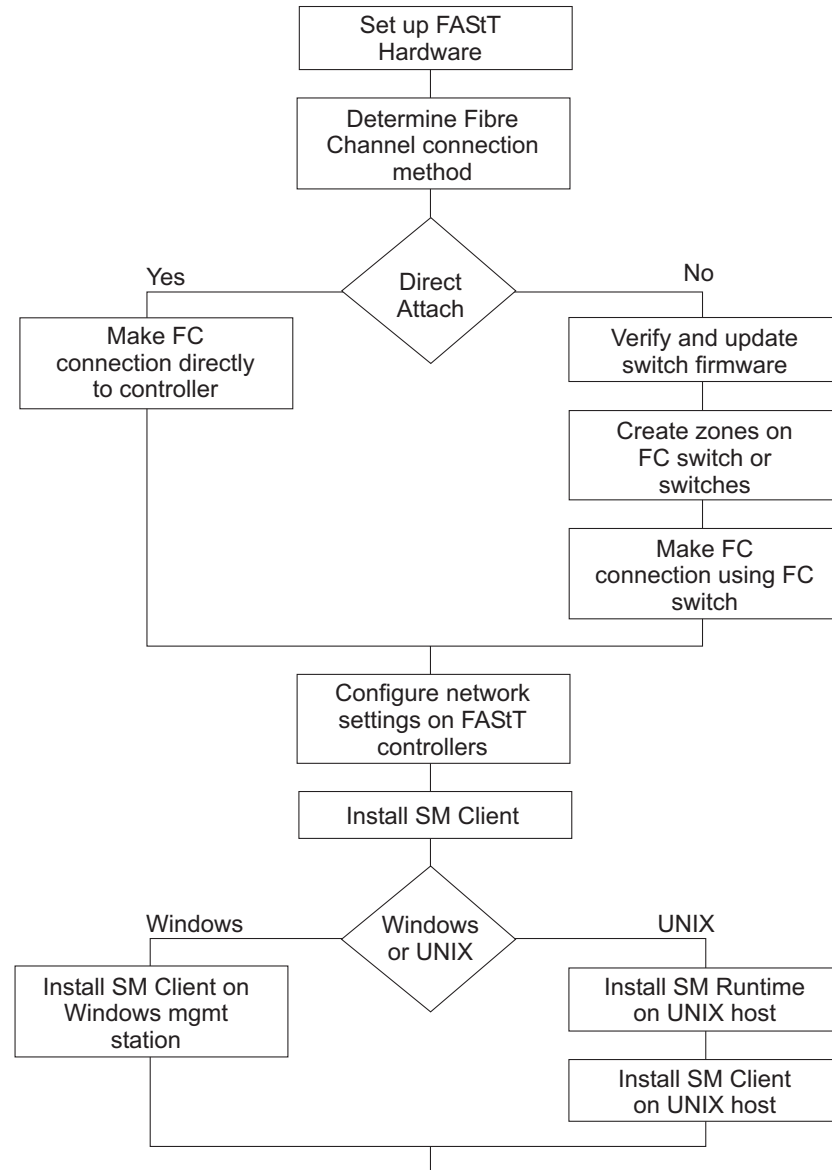 Set up FAStT
Hardware
Determine Fibre
Channel connection
method
Direct
Attach
Yes
No
Make FC
connection directly
to controller
Verify and update
switch firmware
Create zones on
FC switch or
switches
Make FC
connection using FC
switch
Configure network
settings on FAStT
controllers
Install SM Client
Windows
or UNIX
Windows
UNIX
Install SM Client on
Windows mgmt
station
Install SM Runtime
on UNIX host
Install SM Client
on UNIX host